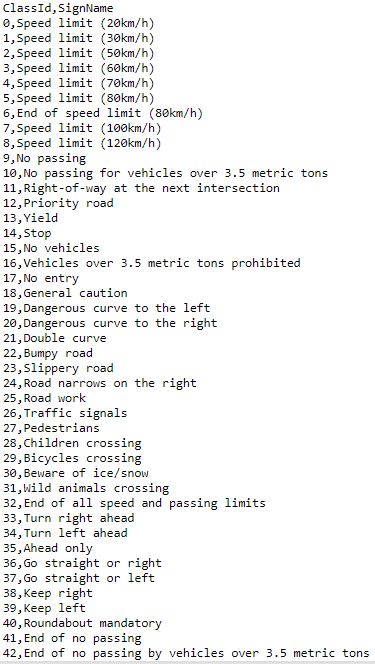 ClassId,SignName
0,Speed limit (20km/h)
1,Speed limit (30km/h)
2,Speed limit (50km/h)
3,Speed limit (60km/h)
4,Speed limit (70km/h)
5,Speed limit (80km/h)
6,End of speed limit (80km/h)
7,Speed limit (100km/h)
8,Speed limit (120km/h)
9,No passing
10,No passing for vehicles over 3.5 metric tons
11,Right-of-way at the next intersection
12,Priority road
13,Yield
14,Stop
15,No vehicles
16,Vehicles over 3.5 metric tons prohibited
17,No entry
18,General caution
19,Dangerous curve to the left
20,Dangerous curve to the right
21,Double curve
22,Bumpy road
23,Slippery road
24,Road narrows on the right
25,Road work
26,Traffic signals
27,Pedestrians
28,Children crossing
29,Bicycles crossing
30,Beware of ice/snow
31,Wild animals crossing
32,End of all speed and passing limits
33,Turn right ahead
34,Turn left ahead
35,Ahead only
36,Go straight or right
37,Go straight or left
38,Keep right
39,Keep left
40,Roundabout mandatory
41,End of no passing
42,End of no passing by vehicles over 3.5 metric tons